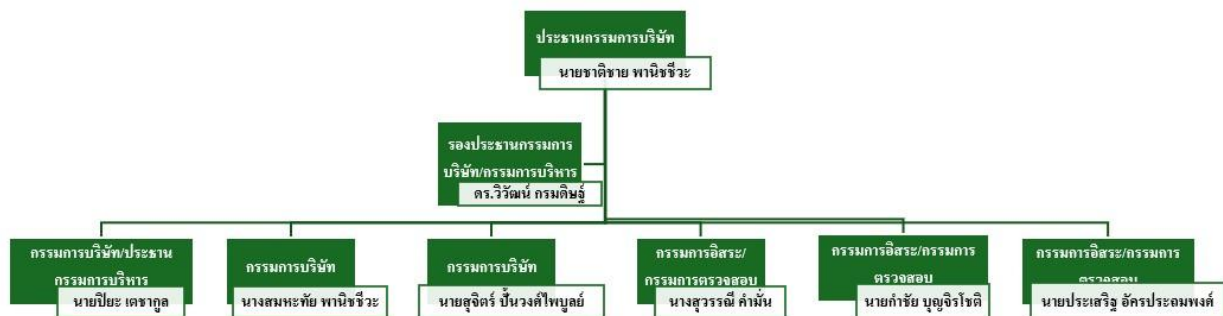 ประธานกรรมการบริษัท
นายชาติชาย พานิชชีวะ
รองประธานกรรมการ
บริษัท/กรรมการบริหาร
ดร.วิวัฒน์ กรมดิษฐ์
กรรมการบริษัท/ประธาน
กรรมการบริหาร
นายปิยะ เตชากูล
กรรมการบริษัท
นางสมหะทัย พานิชชีวะ
กรรมการบริษัท
นายสุจิตร์ ปั้นวงศ์ไพบูลย์
กรรมการอิสระ/
กรรมการตรวจสอบ
นางสุวรรณี คำมั่น
กรรมการอิสระ/กรรมการ
ตรวจสอบ
นายกำชัย บุญจิรโชติ
กรรมการอิสระ/กรรมการ
ตรวจสอบ
นายประเสริฐ อัครประถมพงศ์